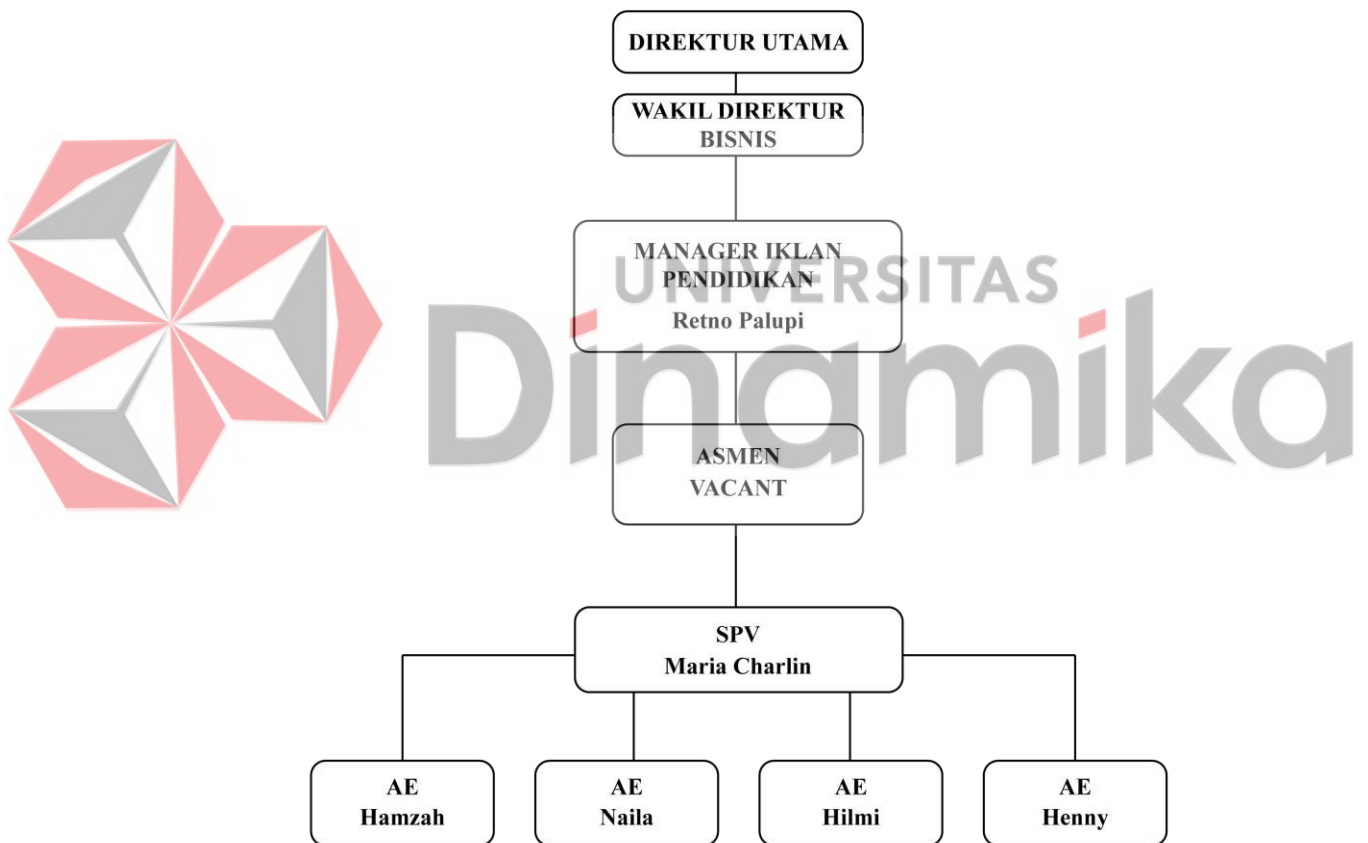 DIREKTUR UTAMA
WAKIL DIREKTUR
BISNIS
MANAGER IKLAN
PENDIDIKAN
Retno Palupi
UNIVERSITAS
Dinamika
ASMEN
VACANT
SPV
Maria Charlin
AE
Hamzah
AE
Naila
AE
Hilmi
AE
Henny